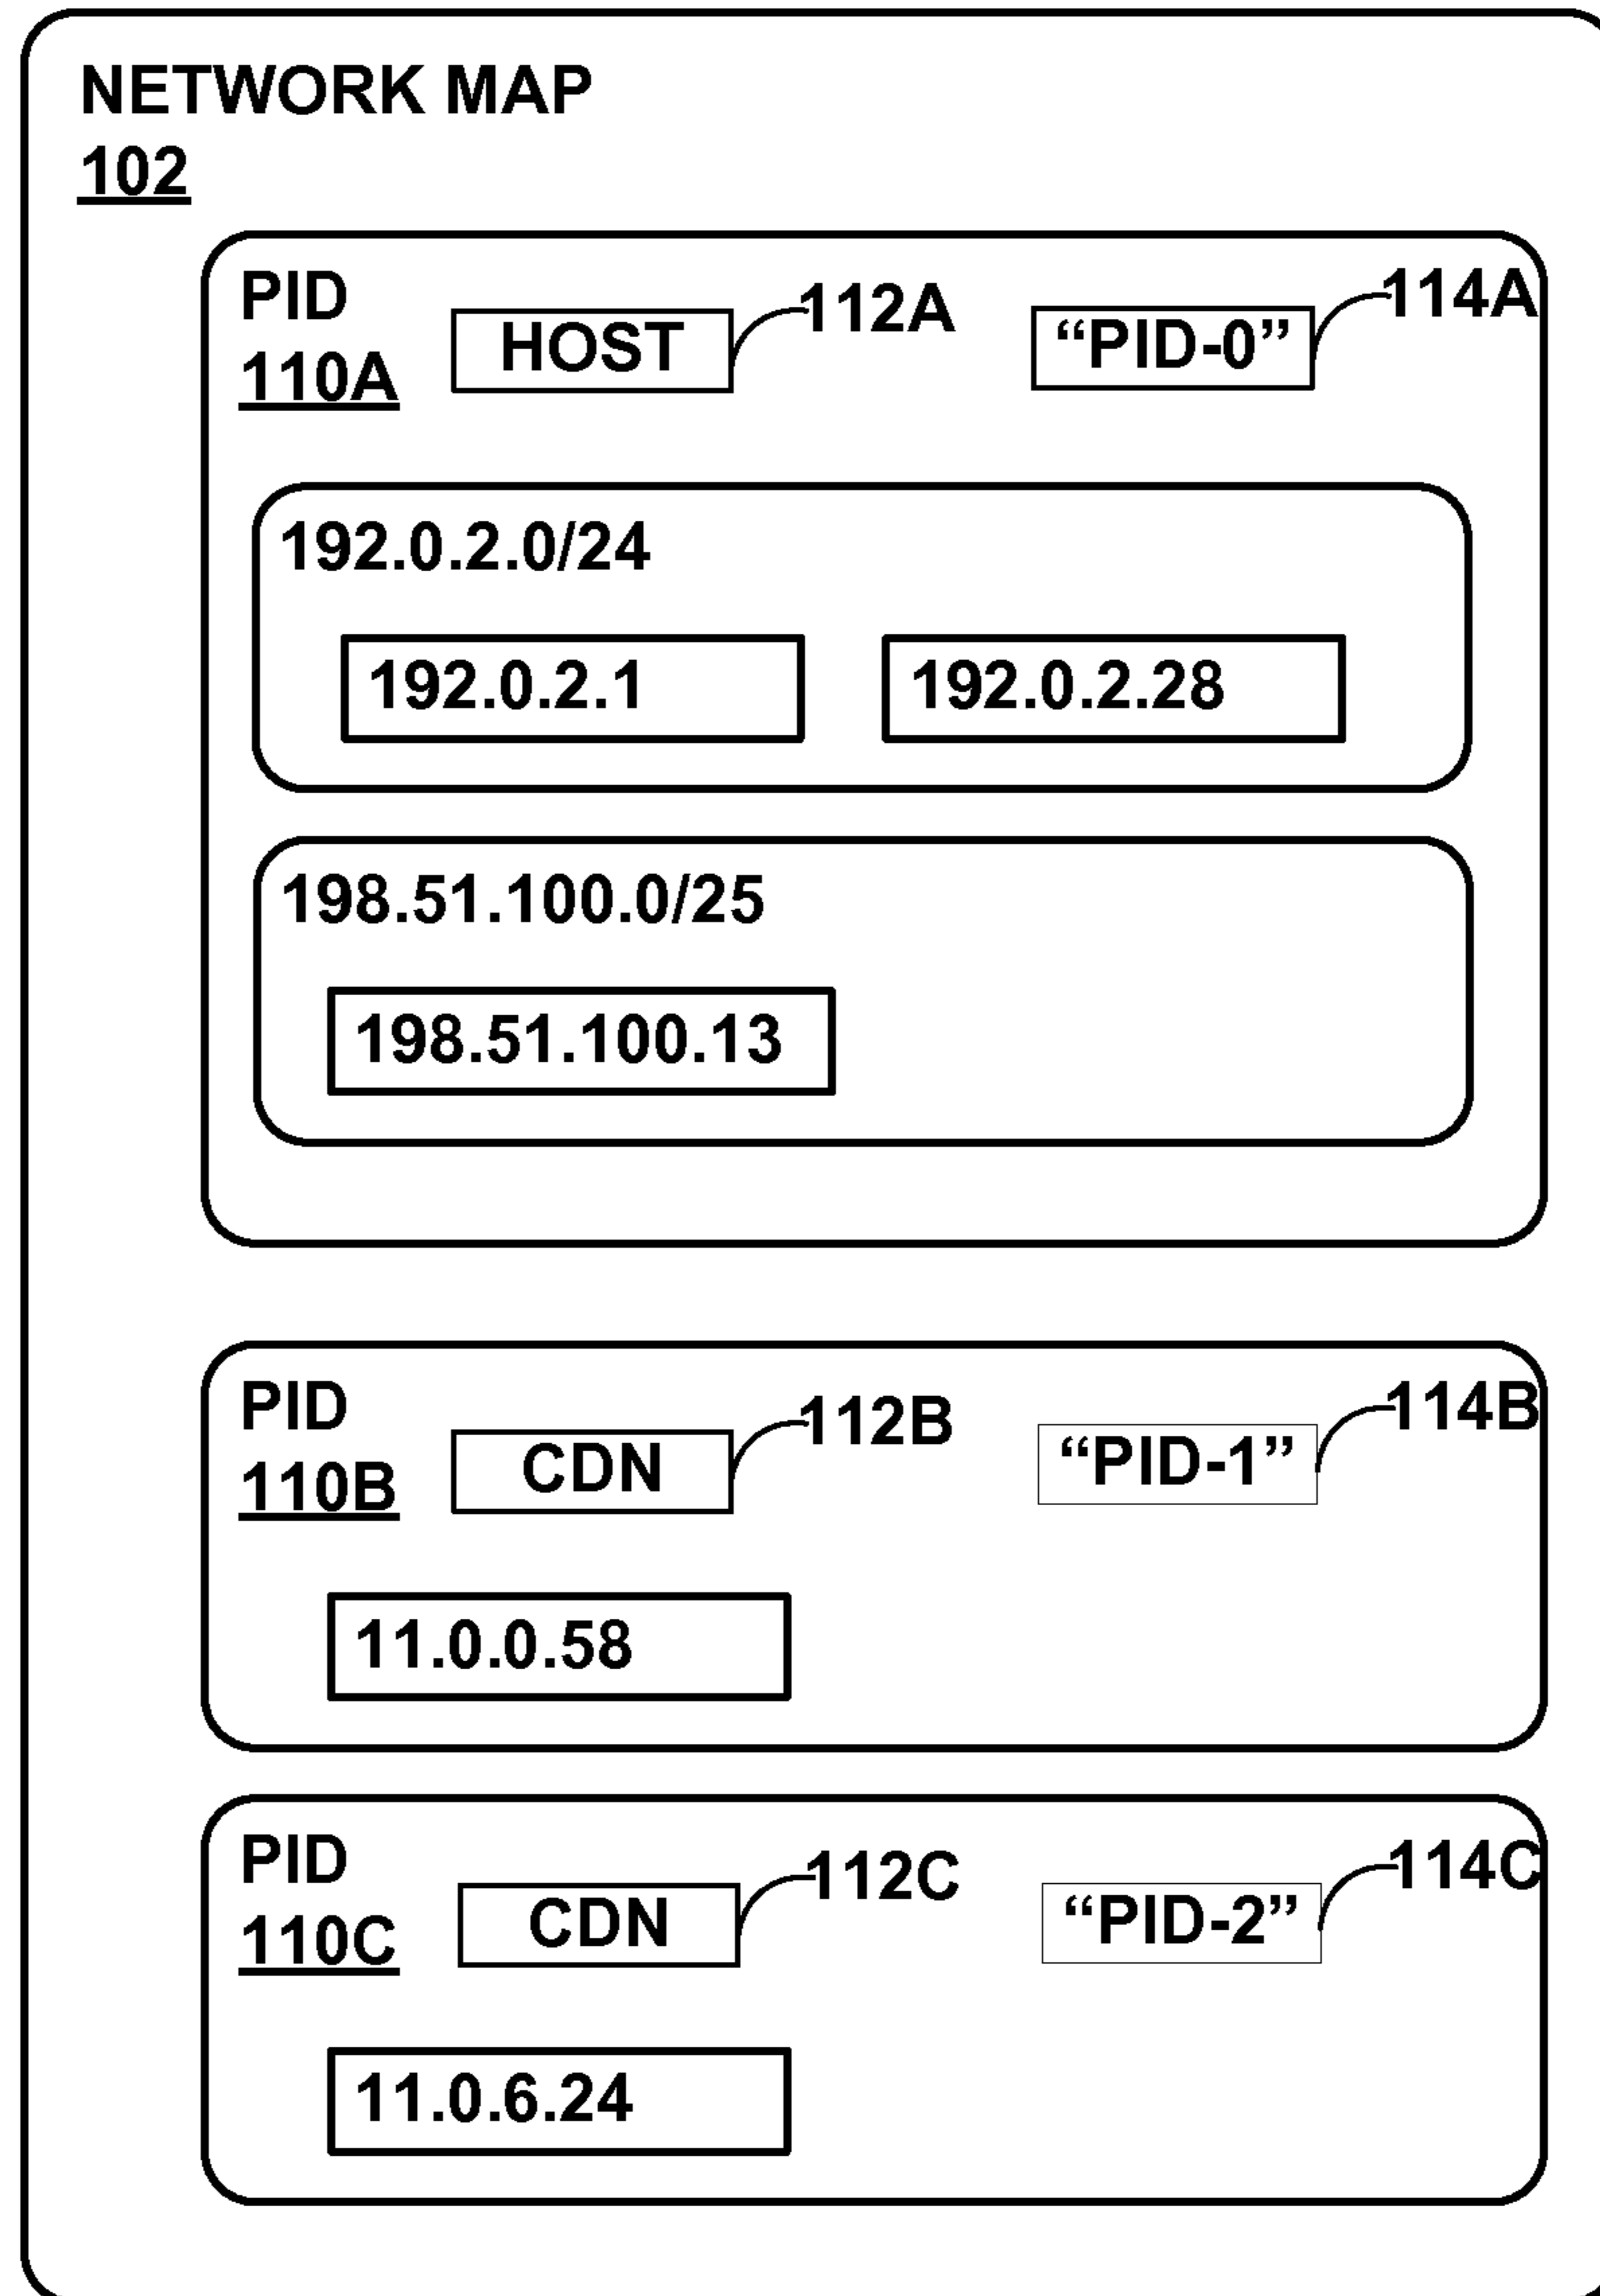 NETWORK MAP
102
PID
110A
HOST
112A
“PID-0”
114A
192.0.2.0/24
192.0.2.1
192.0.2.28
198.51.100.0/25
198.51.100.13
PID
110B
CDN
112B
“PID-1”
114B
11.0.0.58
PID
110C
CDN
112C
“PID-2”
114C
11.0.6.24